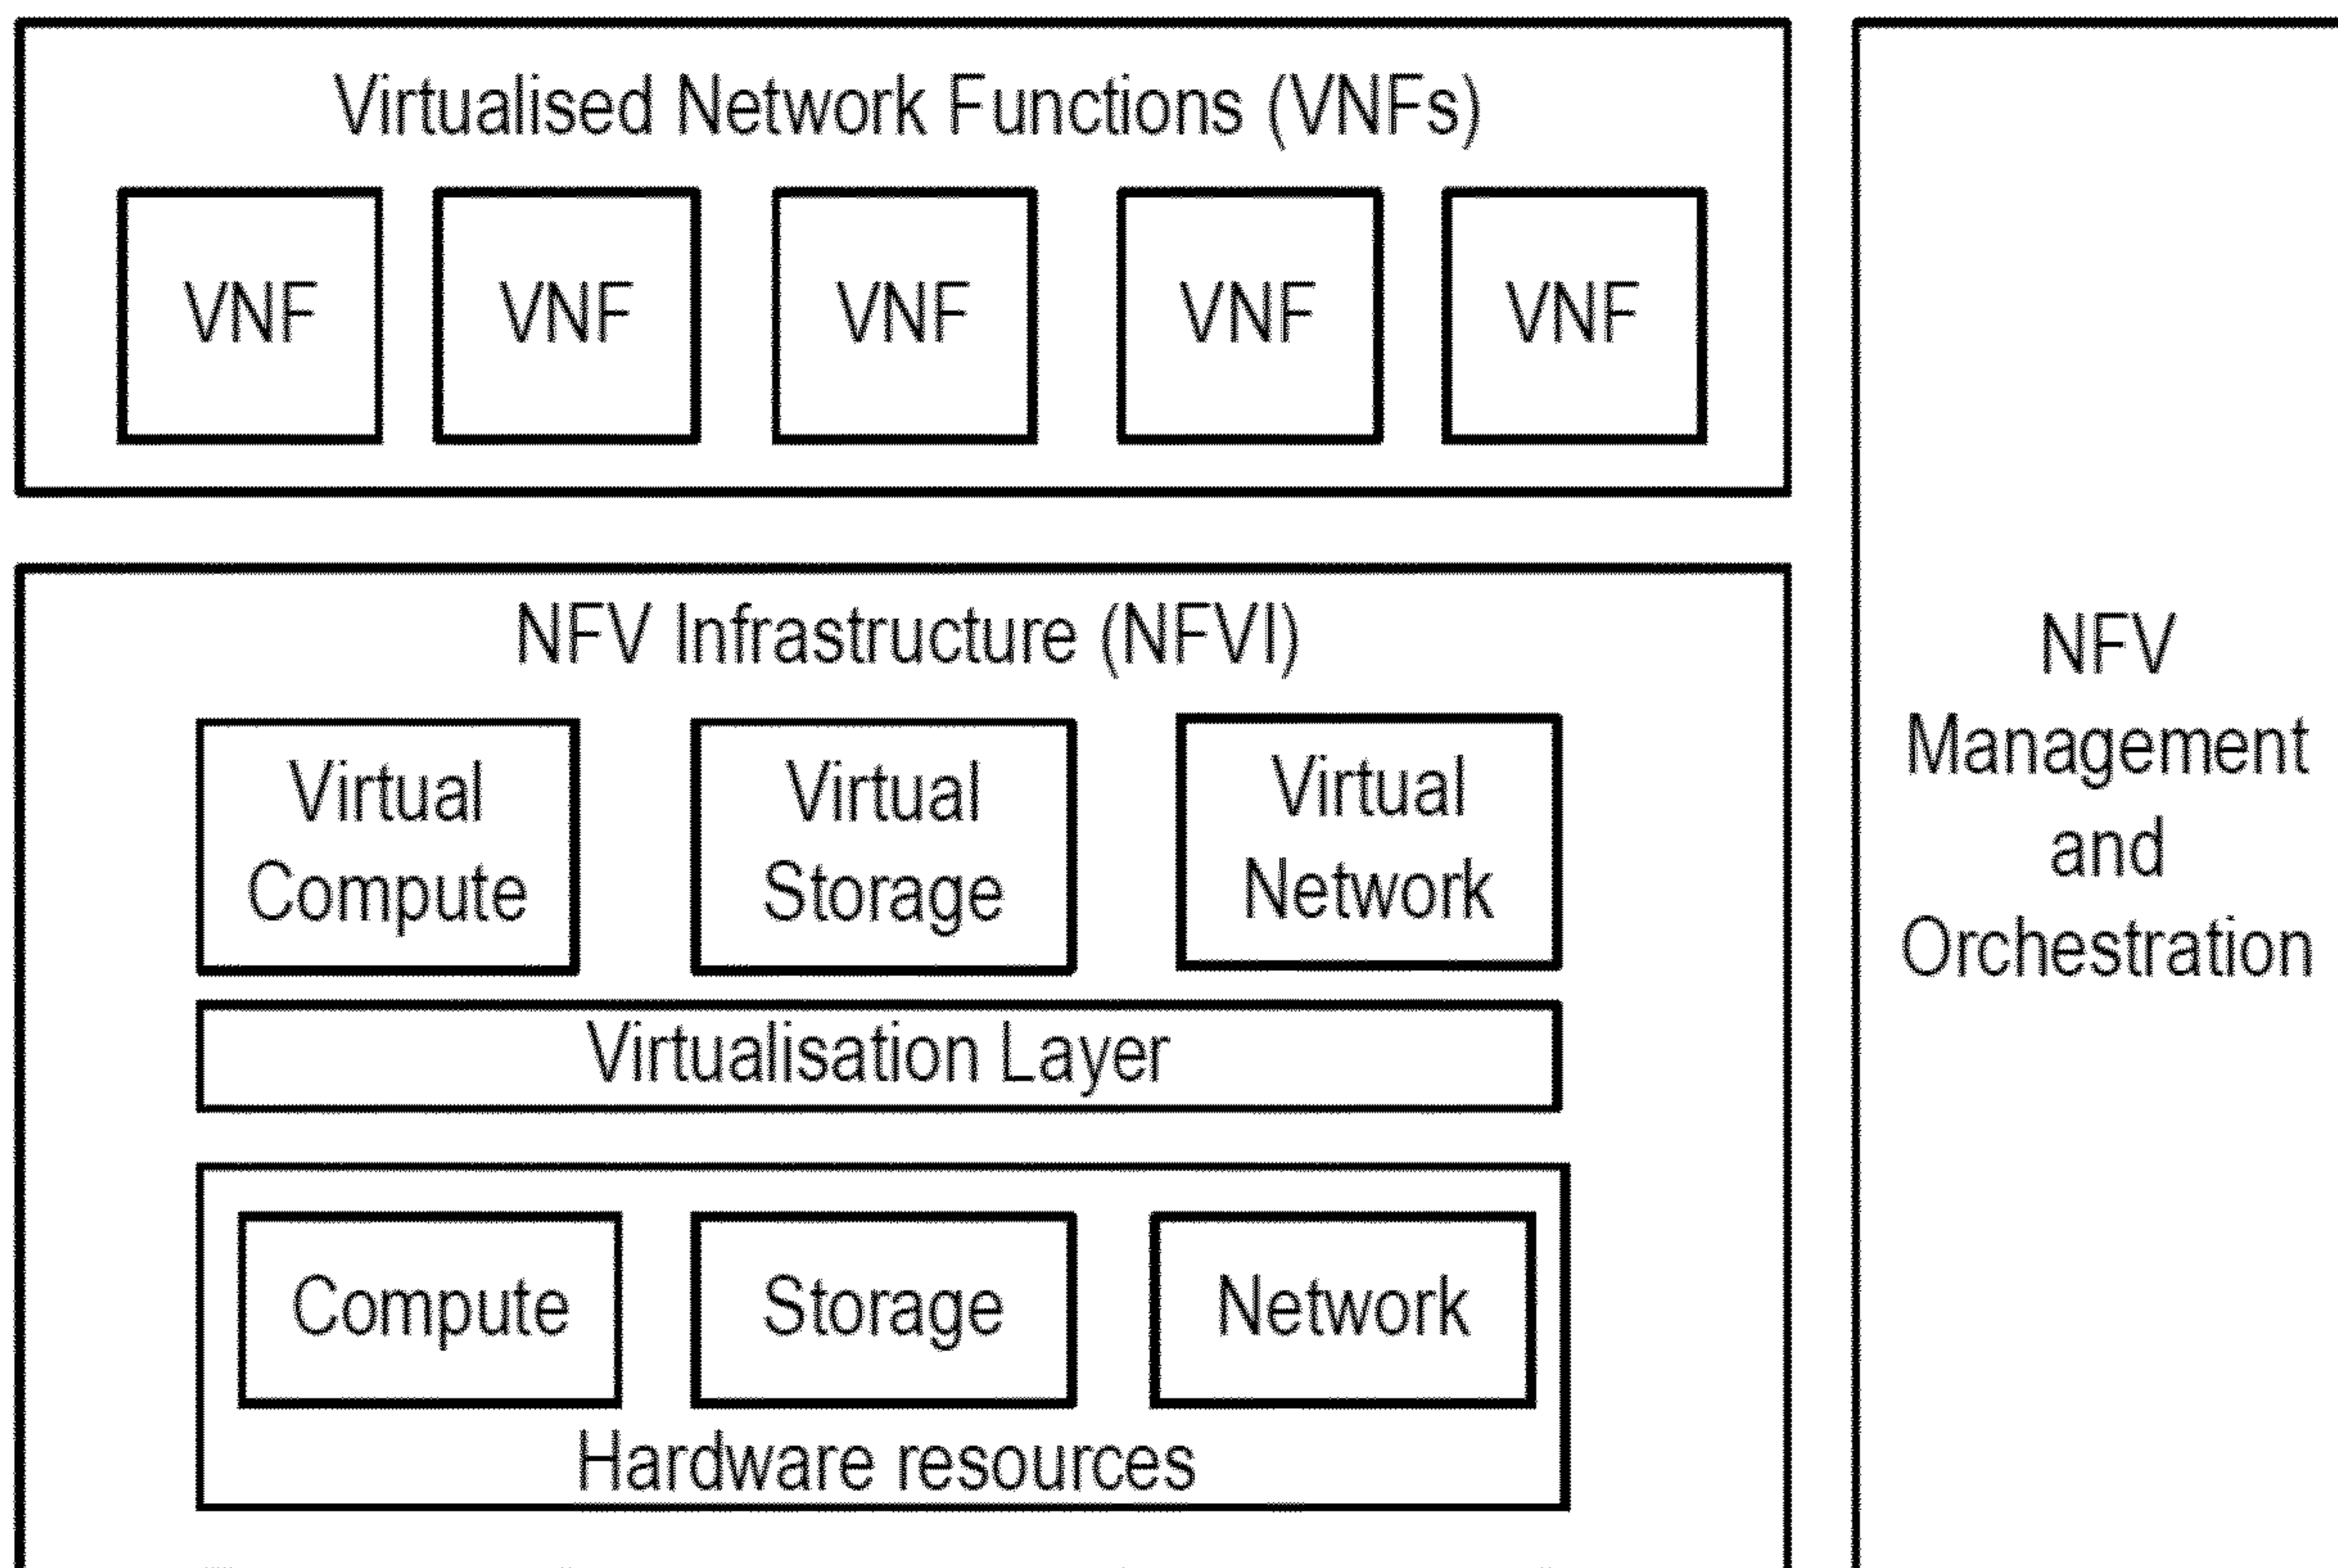 Virtualised Network Functions (VNFs)
VNF VNF VNF VNF VNF
NFV Infrastructure (NFVI)
Virtual
Compute
Virtual
Storage
Virtual
Network
Virtualisation Layer
Compute Storage Network
Hardware resources
NFV
Management
and
Orchestration